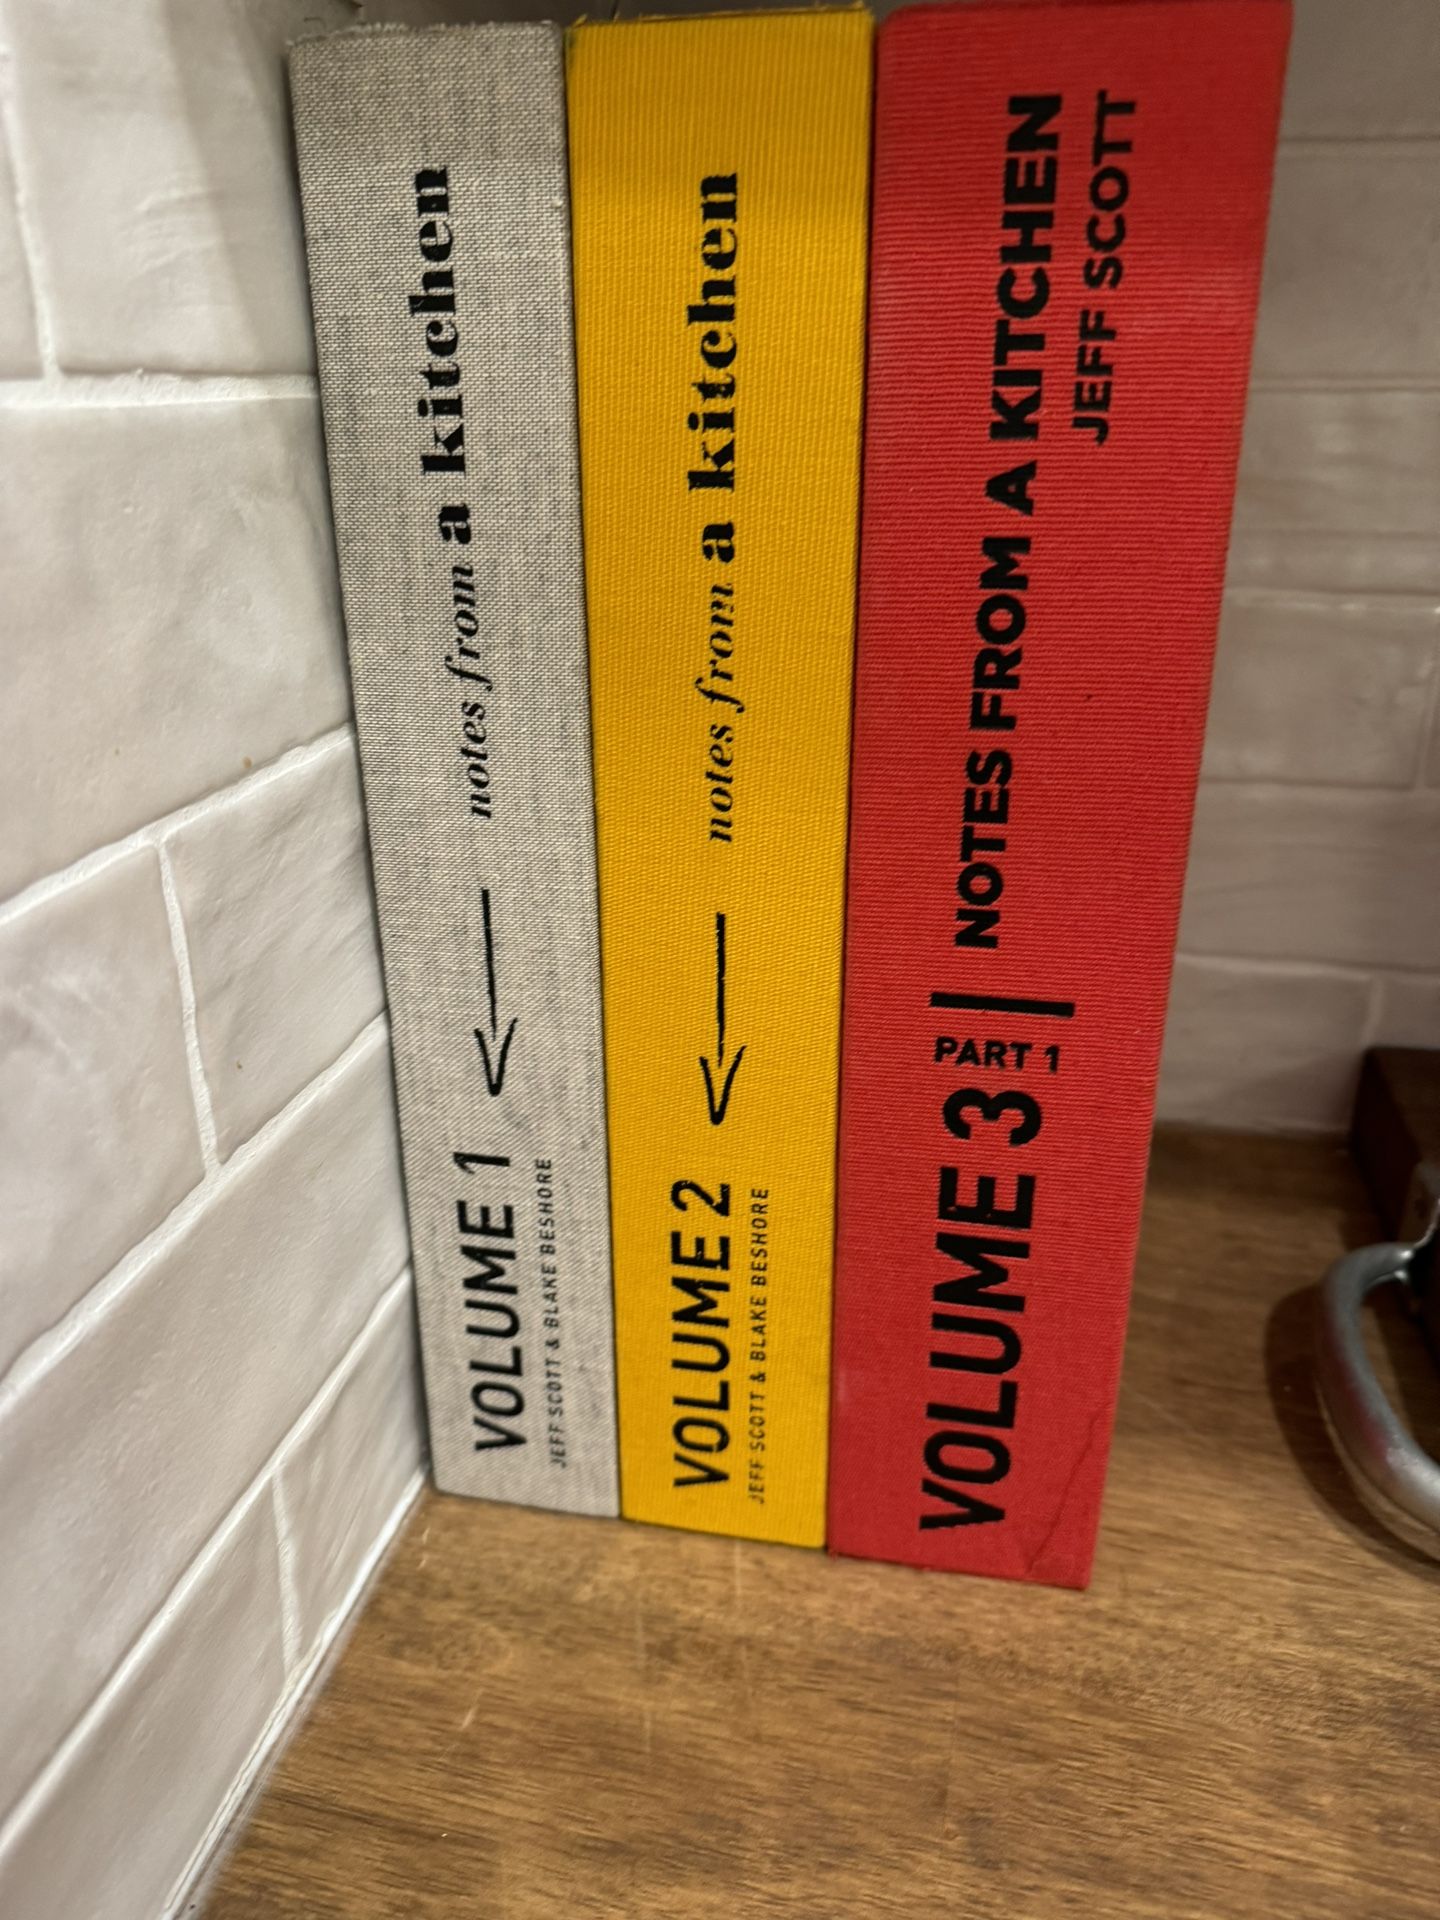 VOLUME 1 notes from a kitchen
JEFF SCOTT & BLAKE BESHORE
VOLUME 2 notes from a kitchen
JEFF SCOTT & BLAKE BESHORE
VOLUME 3 PART 1 | NOTES FROM A KITCHEN
JEFF SCOTT